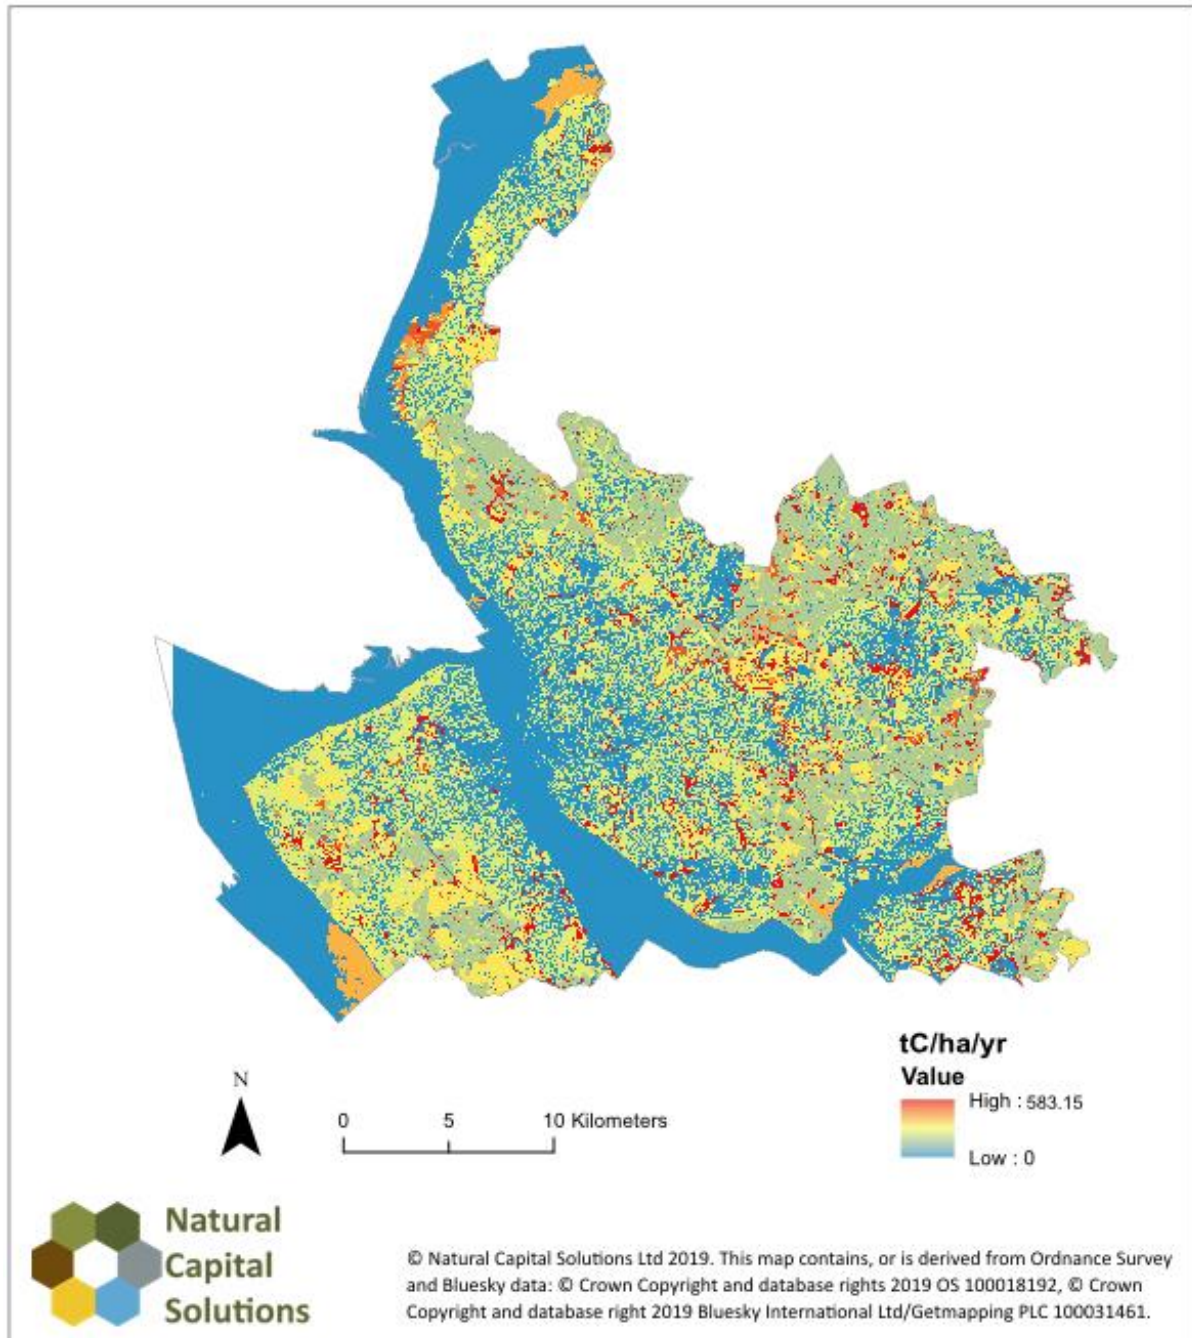 tC/ha/yr
Value
High : 583.15
Low : 0
N
0 5 10 Kilometers
Natural
Capital
Solutions
© Natural Capital Solutions Ltd 2019. This map contains, or is derived from Ordnance Survey
and Bluesky data: © Crown Copyright and database rights 2019 OS 100018192, © Crown
Copyright and database right 2019 Bluesky International Ltd/Getmapping PLC 100031461.